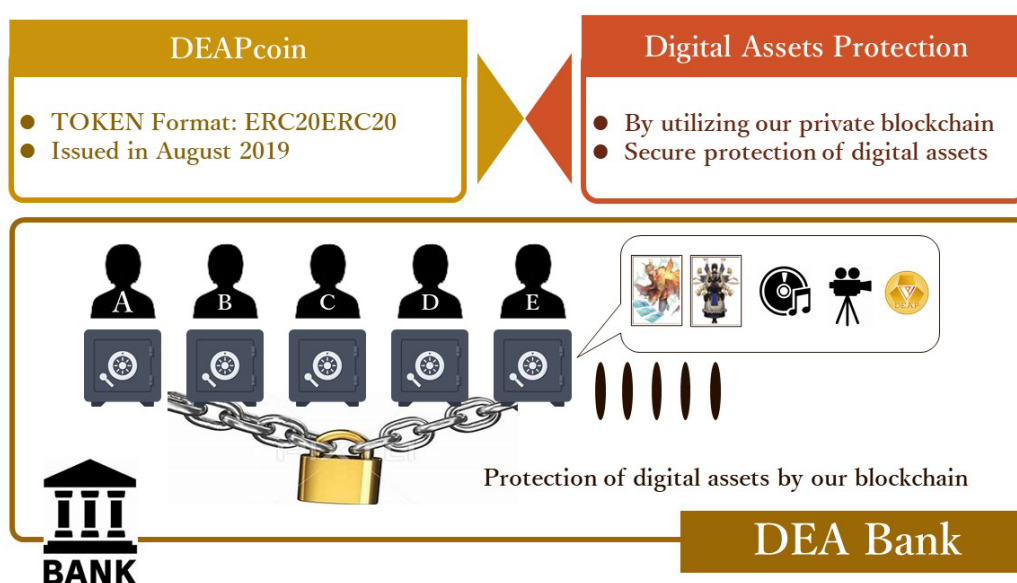 DEAPcoin
TOKEN Format: ERC20ERC20
Issued in August 2019
Digital Assets Protection
By utilizing our private blockchain
Secure protection of digital assets
A
B
C
D
E
Protection of digital assets by our blockchain
BANK
DEA Bank